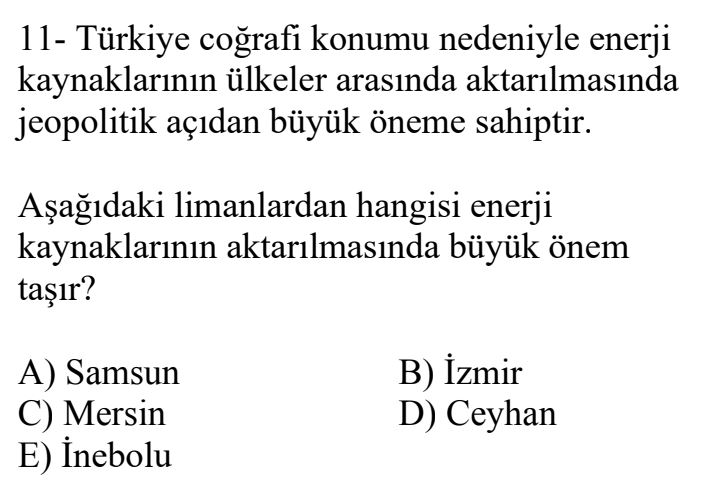 11- Türkiye coğrafi konumu nedeniyle enerji
kaynaklarının ülkeler arasında aktarılmasında
jeopolitik açıdan büyük öneme sahiptir.
Aşağıdaki limanlardan hangisi enerji
kaynaklarının aktarılmasında büyük önem
taşır?
A) Samsun B) İzmir
C) Mersin D) Ceyhan
E) İnebolu